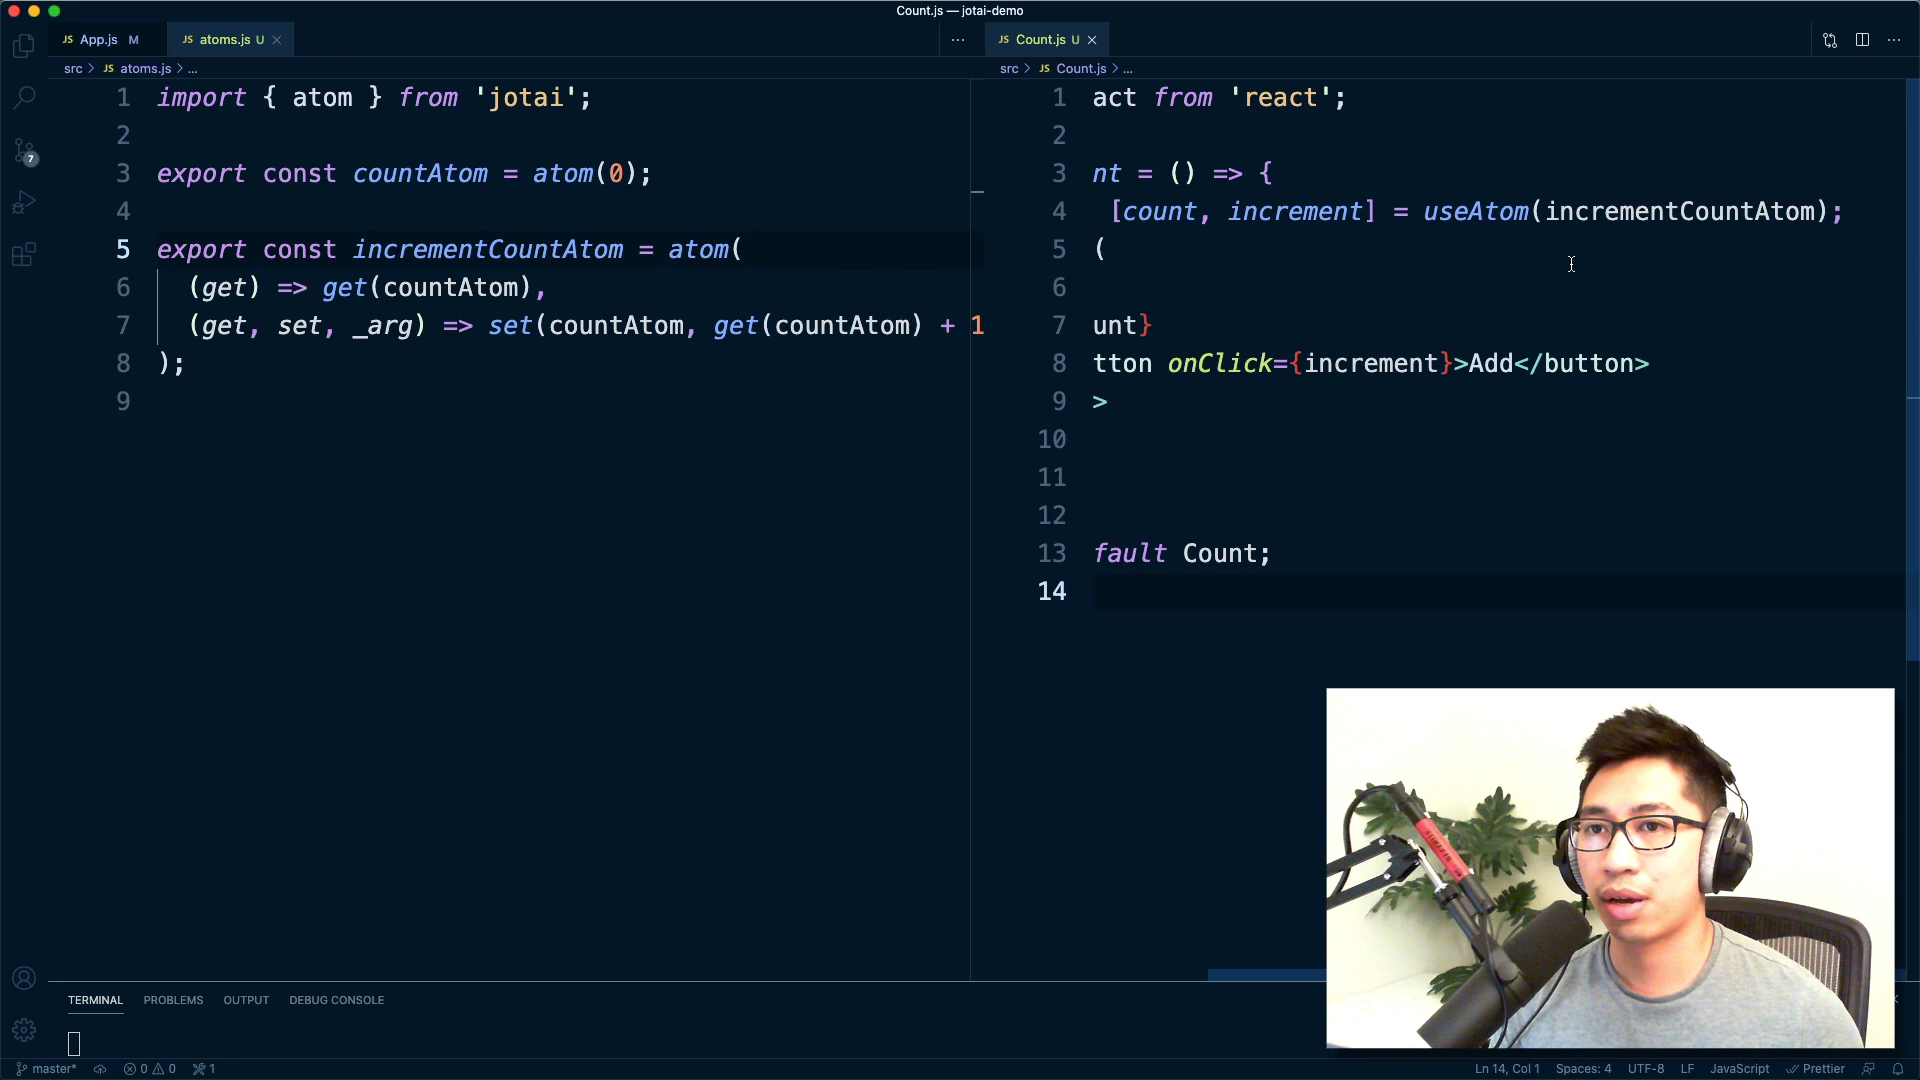 Count.js — jotai-demo
JS App.js M
JS atoms.js U
JS Count.js U
src > JS atoms.js > ...
src > JS Count.js > ...
1 import { atom } from 'jotai';
2
3 export const countAtom = atom(0);
4
5 export const incrementCountAtom = atom(
6 (get) => get(countAtom),
7 (get, set, _arg) => set(countAtom, get(countAtom) + 1
8 );
9
1 act from 'react';
2
3 nt = () => {
4 [count, increment] = useAtom(incrementCountAtom);
5 (
6
7 unt}
8 tton onClick={increment}>Add</button>
9 >
10
11
12
13 fault Count;
14
7
TERMINAL PROBLEMS OUTPUT DEBUG CONSOLE
master* 0 0 1
Ln 14, Col 1 Spaces: 4 UTF-8 LF JavaScript Prettier